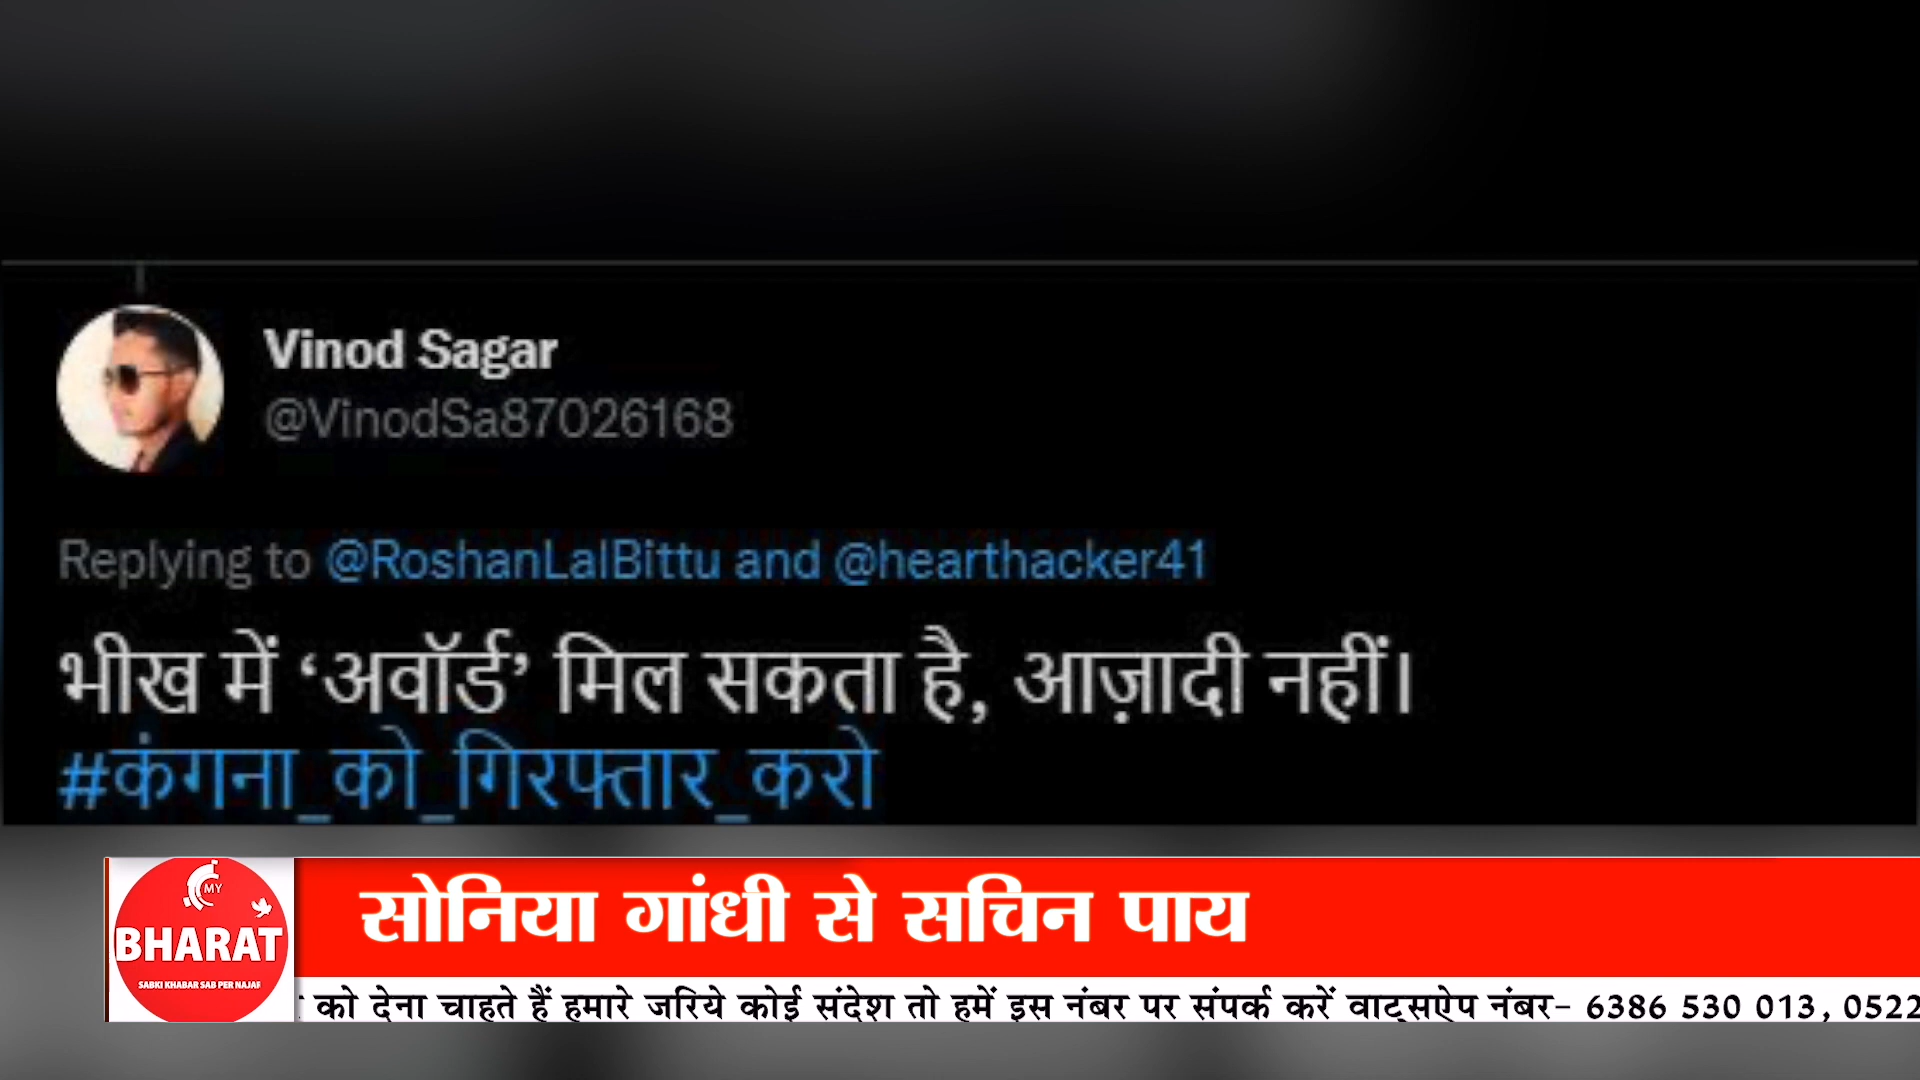 Vinod Sagar
@VinodSa87026168
Replying to @RoshanLalBittu and @hearthacker41
भीख में ‘अवॉर्ड’ मिल सकता है, आज़ादी नहीं।
#कंगना_को_गिरफ्तार_करो
सोनिया गांधी से सचिन पाय
MY
BHARAT
SABKI KHABAR SAB PER NAJAR
को देना चाहते हैं हमारे जरिये कोई संदेश तो हमें इस नंबर पर संपर्क करें वाट्सऐप नंबर- 6386 530 013, 0522